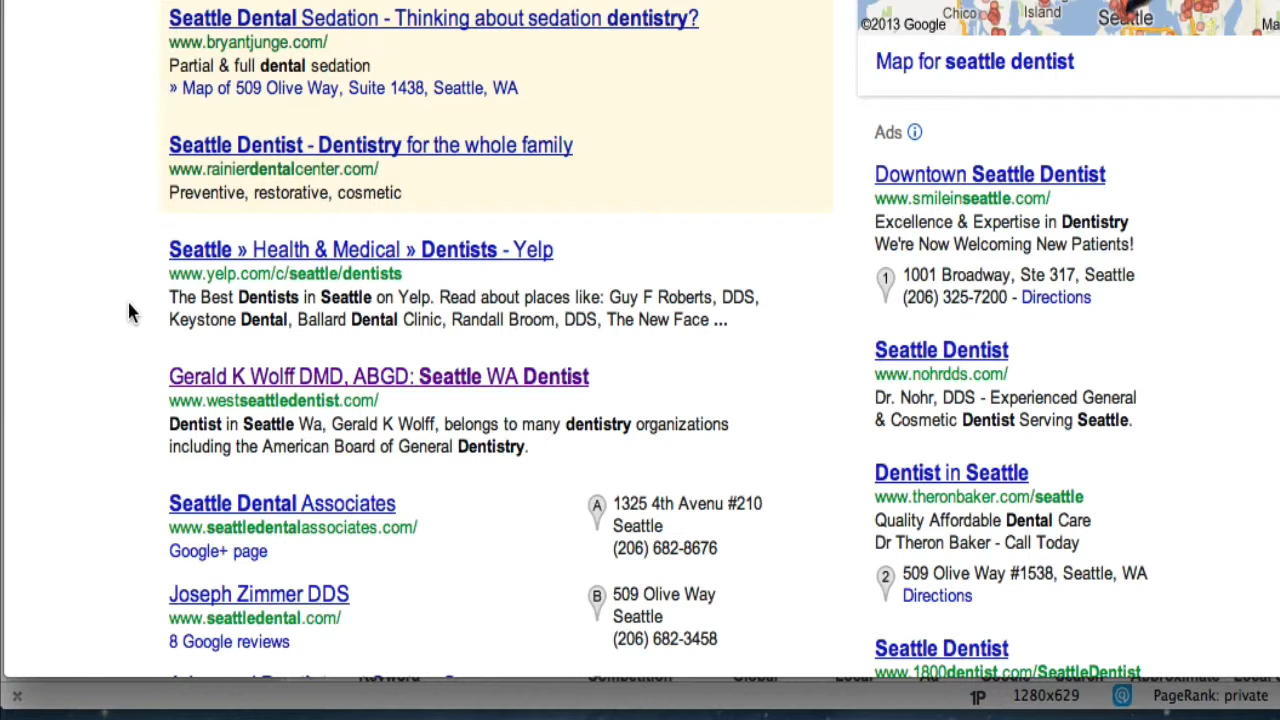 Seattle Dental Sedation - Thinking about sedation dentistry?
www.bryantjunge.com/
Partial & full dental sedation
» Map of 509 Olive Way, Suite 1438, Seattle, WA
Seattle Dentist - Dentistry for the whole family
www.rainierdentalcenter.com/
Preventive, restorative, cosmetic
Seattle » Health & Medical » Dentists - Yelp
www.yelp.com/c/seattle/dentists
The Best Dentists in Seattle on Yelp. Read about places like: Guy F Roberts, DDS,
Keystone Dental, Ballard Dental Clinic, Randall Broom, DDS, The New Face ...
Gerald K Wolff DMD, ABGD: Seattle WA Dentist
www.westseattledentist.com/
Dentist in Seattle Wa, Gerald K Wolff, belongs to many dentistry organizations
including the American Board of General Dentistry.
Seattle Dental Associates
www.seattledentalassociates.com/
Google+ page
A
1325 4th Avenu #210
Seattle
(206) 682-8676
Joseph Zimmer DDS
www.seattledental.com/
8 Google reviews
B
509 Olive Way
Seattle
(206) 682-3458
Chico
Island
Seattle
©2013 Google
Ma
Map for seattle dentist
Ads
Downtown Seattle Dentist
www.smileinseattle.com/
Excellence & Expertise in Dentistry
We're Now Welcoming New Patients!
1
1001 Broadway, Ste 317, Seattle
(206) 325-7200 - Directions
Seattle Dentist
www.nohrdds.com/
Dr. Nohr, DDS - Experienced General
& Cosmetic Dentist Serving Seattle.
Dentist in Seattle
www.theronbaker.com/seattle
Quality Affordable Dental Care
Dr Theron Baker - Call Today
2
509 Olive Way #1538, Seattle, WA
Directions
Seattle Dentist
www.1800dentist.com/SeattleDentist
1P
1280x629
PageRank: private